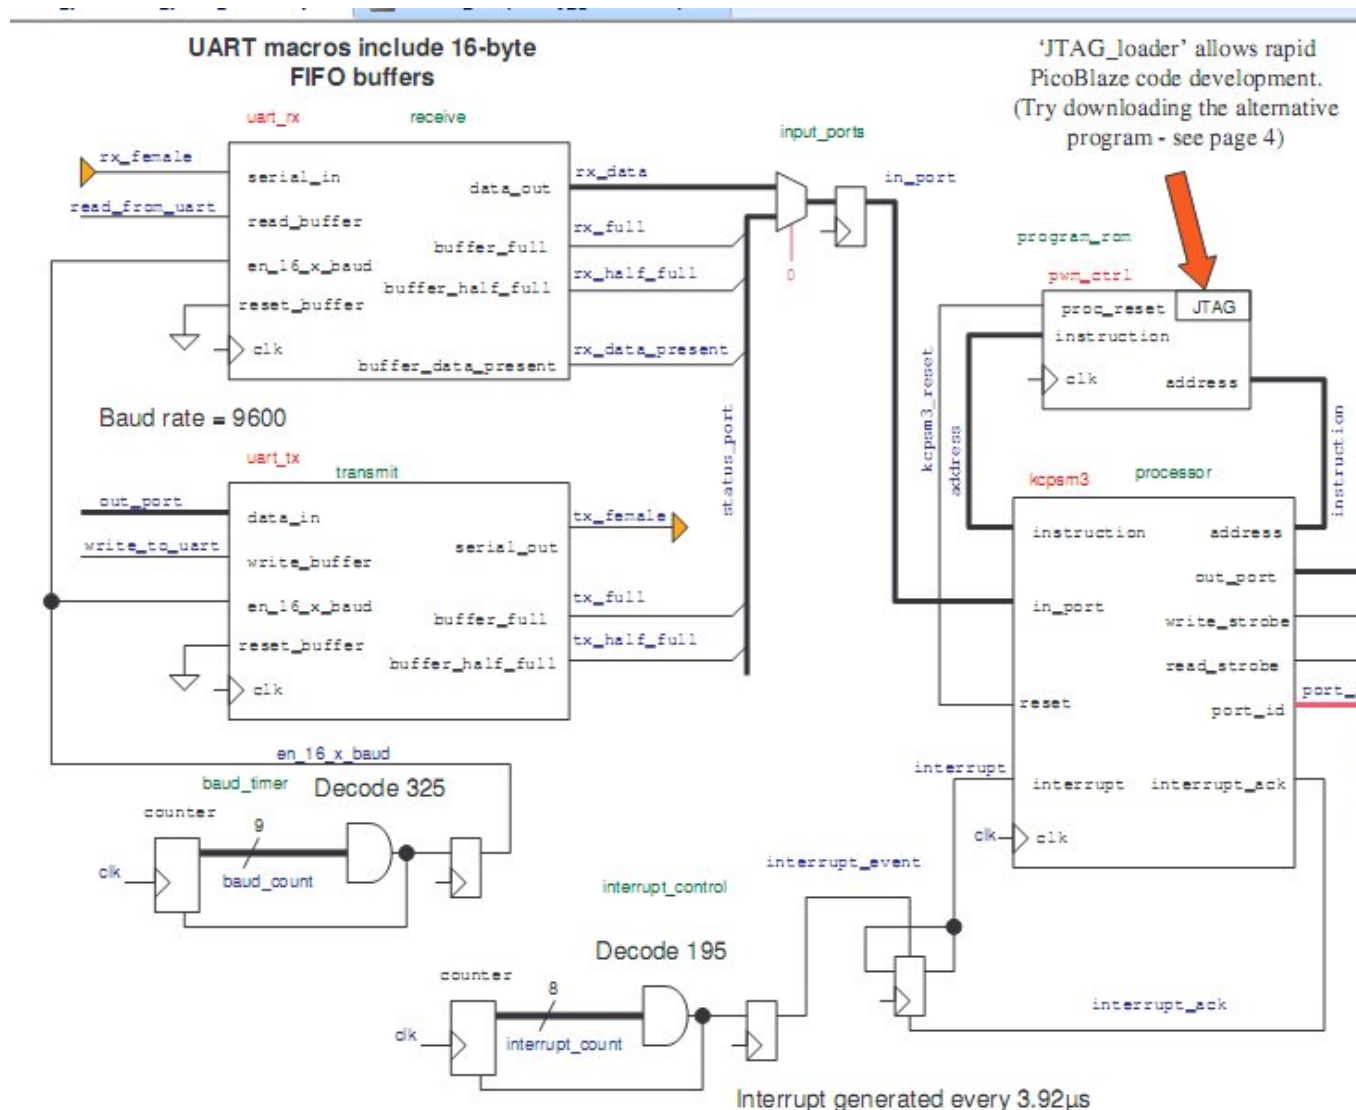 UART macros include 16-byte
FIFO buffers
'JTAG_loader' allows rapid
PicoBlaze code development.
(Try downloading the alternative
program - see page 4)
uart_rx
receive
input_ports
rx_female
serial_in
data_out
rx_data
in_port
read_from_uart
read_buffer
buffer_full
rx_full
program_rom
en_16_x_baud
buffer_half_full
rx_half_full
0
pwm_ctrl
reset_buffer
proc_reset
JTAG
instruction
clk
buffer_data_present
rx_data_present
clk
address
kcpsm3_reset
address
instruction
status_port
Baud rate = 9600
uart_tx
transmit
kcpsm3
processor
out_port
data_in
tx_female
serial_out
instruction
address
write_to_uart
write_buffer
out_port
en_16_x_baud
buffer_full
tx_full
in_port
write_strobe
reset_buffer
buffer_half_full
tx_half_full
read_strobe
clk
reset
port_id
en_16_x_baud
interrupt
baud_timer
Decode 325
interrupt
interrupt_ack
counter
9
clk
clk
clk
baud_count
interrupt_event
interrupt_control
Decode 195
counter
8
interrupt_ack
clk
interrupt_count
Interrupt generated every 3.92µs